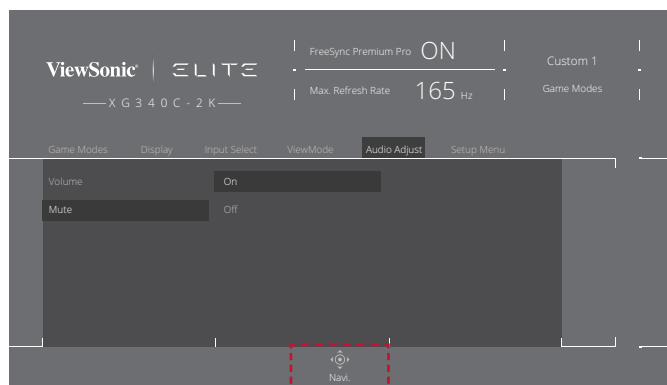 ViewSonic® ELITE
XG340C-2K
FreeSync Premium Pro ON
Max. Refresh Rate 165 Hz
Custom 1
Game Modes
Game Modes Display Input Select ViewMode Audio Adjust Setup Menu
Volume On
Mute Off
Navi.